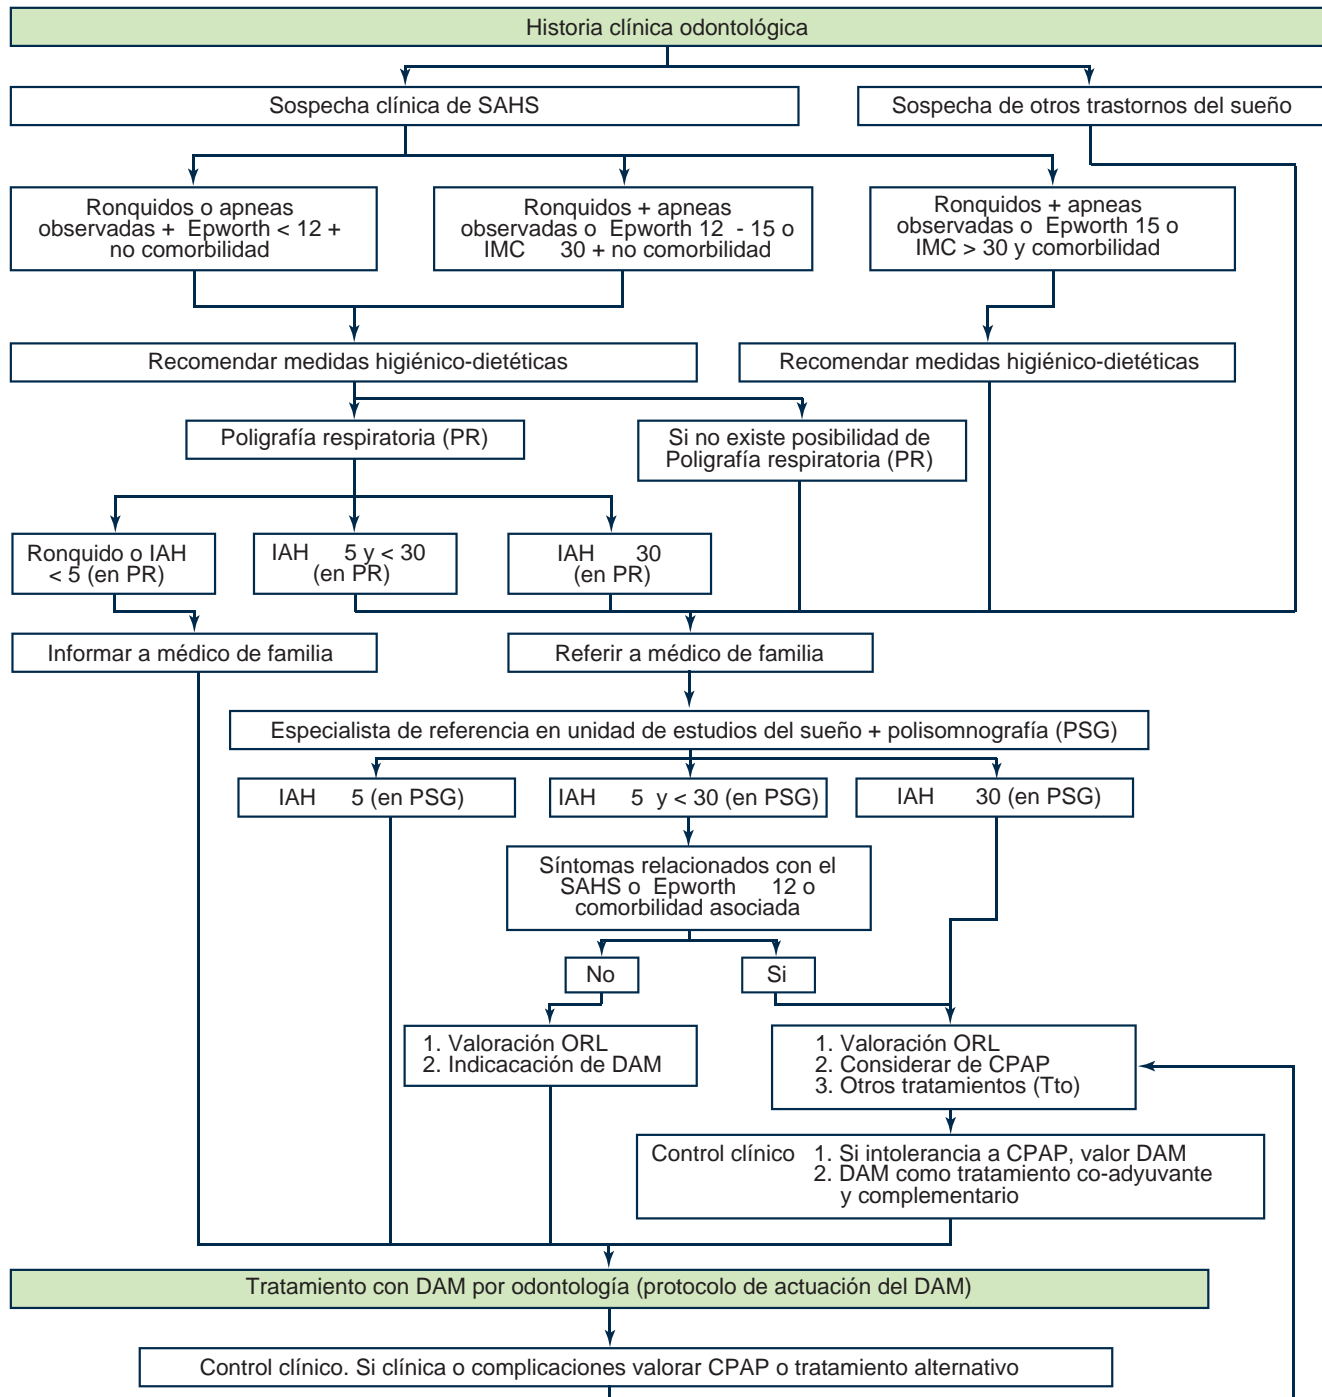 Historia clínica odontológica
Sospecha clínica de SAHS
Sospecha de otros trastornos del sueño
Ronquidos o apneas
observadas + Epworth < 12 +
no comorbilidad
Ronquidos + apneas
observadas o Epworth 12 - 15 o
IMC 30 + no comorbilidad
Ronquidos + apneas
observadas o Epworth 15 o
IMC > 30 y comorbilidad
Recomendar medidas higiénico-dietéticas
Recomendar medidas higiénico-dietéticas
Poligrafía respiratoria (PR)
Si no existe posibilidad de
Poligrafía respiratoria (PR)
Ronquido o IAH
< 5 (en PR)
IAH 5 y < 30
(en PR)
IAH 30
(en PR)
Informar a médico de familia
Referir a médico de familia
Especialista de referencia en unidad de estudios del sueño + polisomnografía (PSG)
IAH 5 (en PSG)
IAH 5 y < 30 (en PSG)
IAH 30 (en PSG)
Síntomas relacionados con el
SAHS o Epworth 12 o
comorbilidad asociada
No
Si
1. Valoración ORL
2. Indicacación de DAM
1. Valoración ORL
2. Considerar de CPAP
3. Otros tratamientos (Tto)
Control clínico 1. Si intolerancia a CPAP, valor DAM
2. DAM como tratamiento co-adyuvante
y complementario
Tratamiento con DAM por odontología (protocolo de actuación del DAM)
Control clínico. Si clínica o complicaciones valorar CPAP o tratamiento alternativo